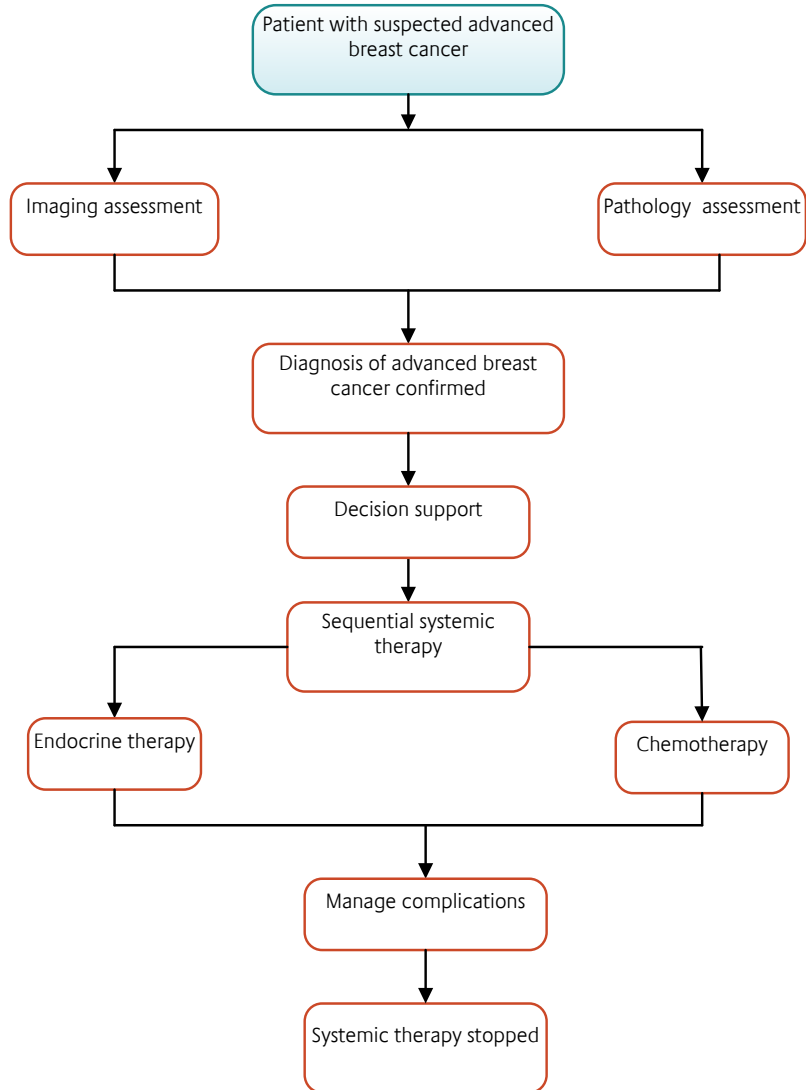 Patient with suspected advanced
breast cancer
Imaging assessment
Pathology assessment
Diagnosis of advanced breast
cancer confirmed
Decision support
Sequential systemic
therapy
Endocrine therapy
Chemotherapy
Manage complications
Systemic therapy stopped